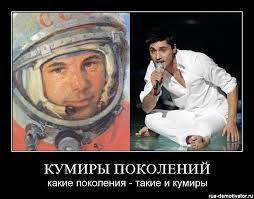 КУМИРЫ ПОКОЛЕНИЙ
какие поколения - такие и кумиры
rus-demotivator.ru